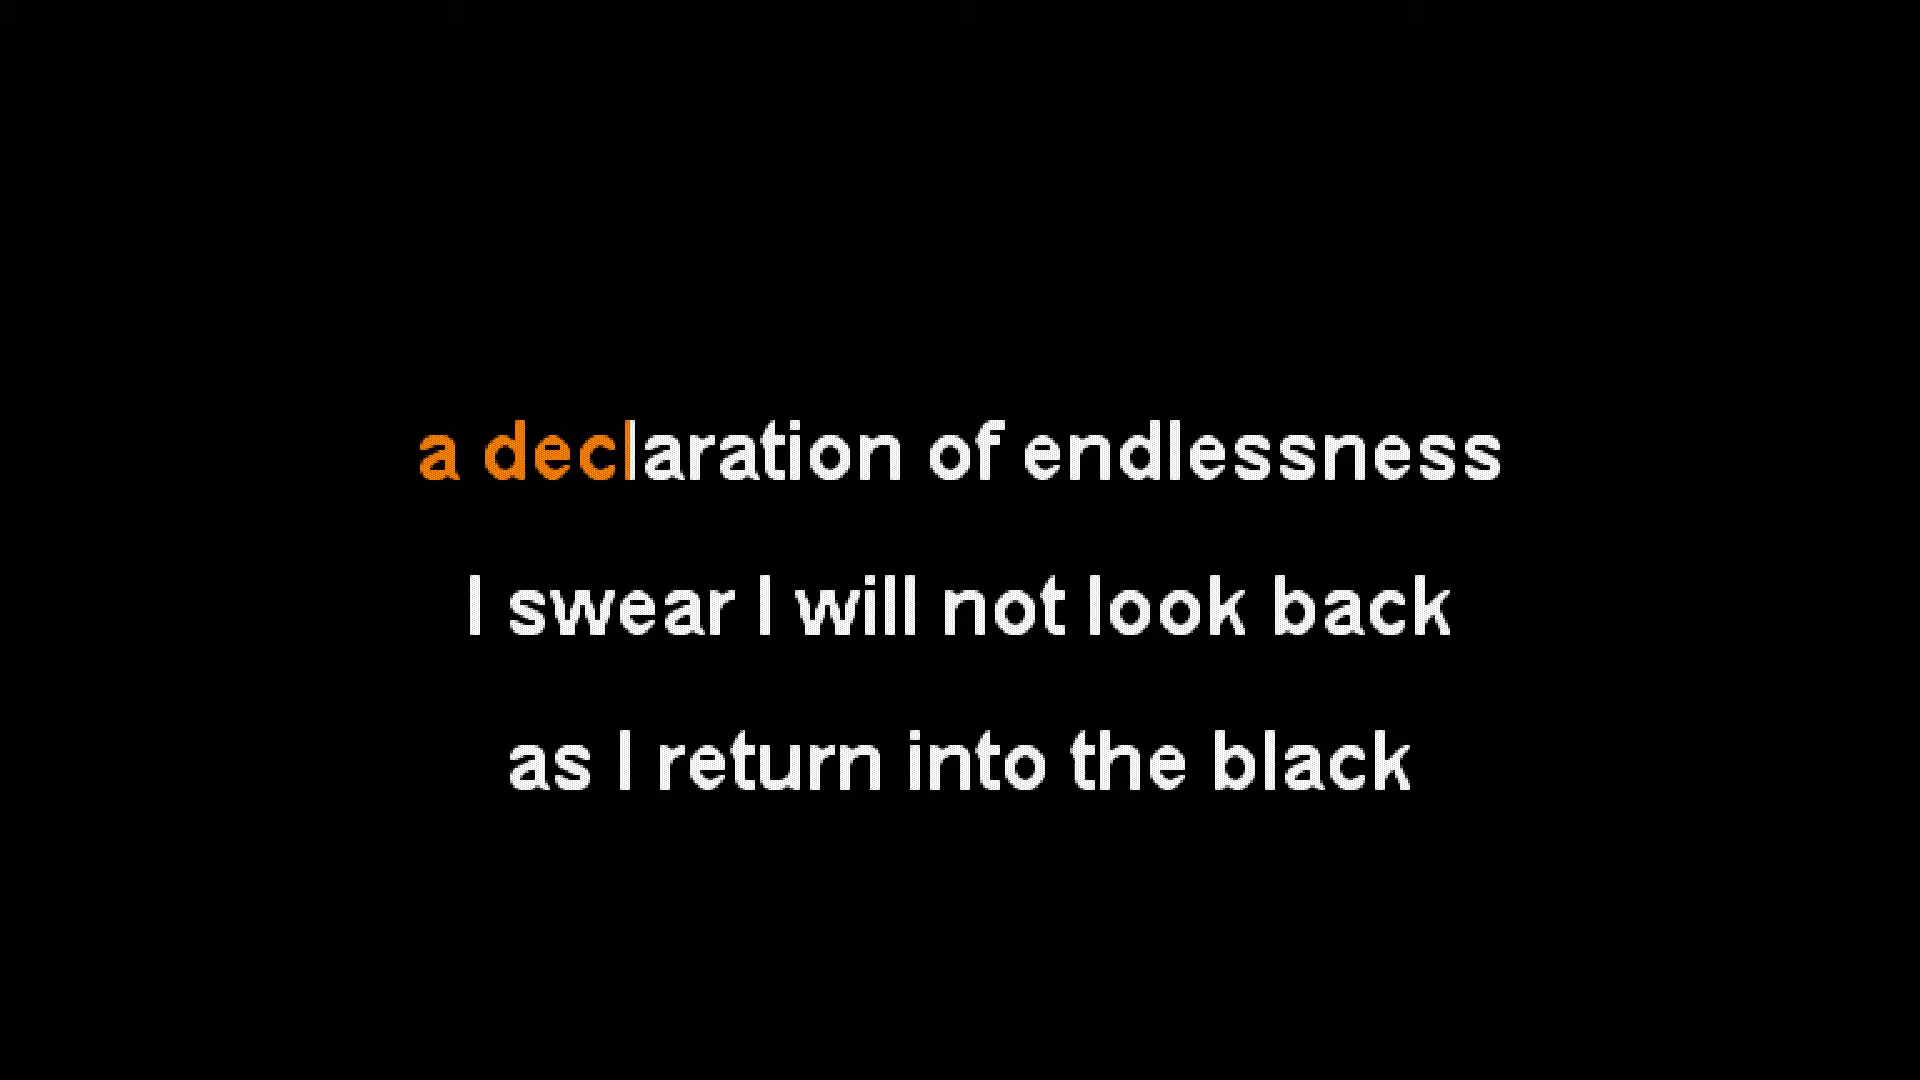 a declaration of endlessness
I swear I will not look back
as I return into the black